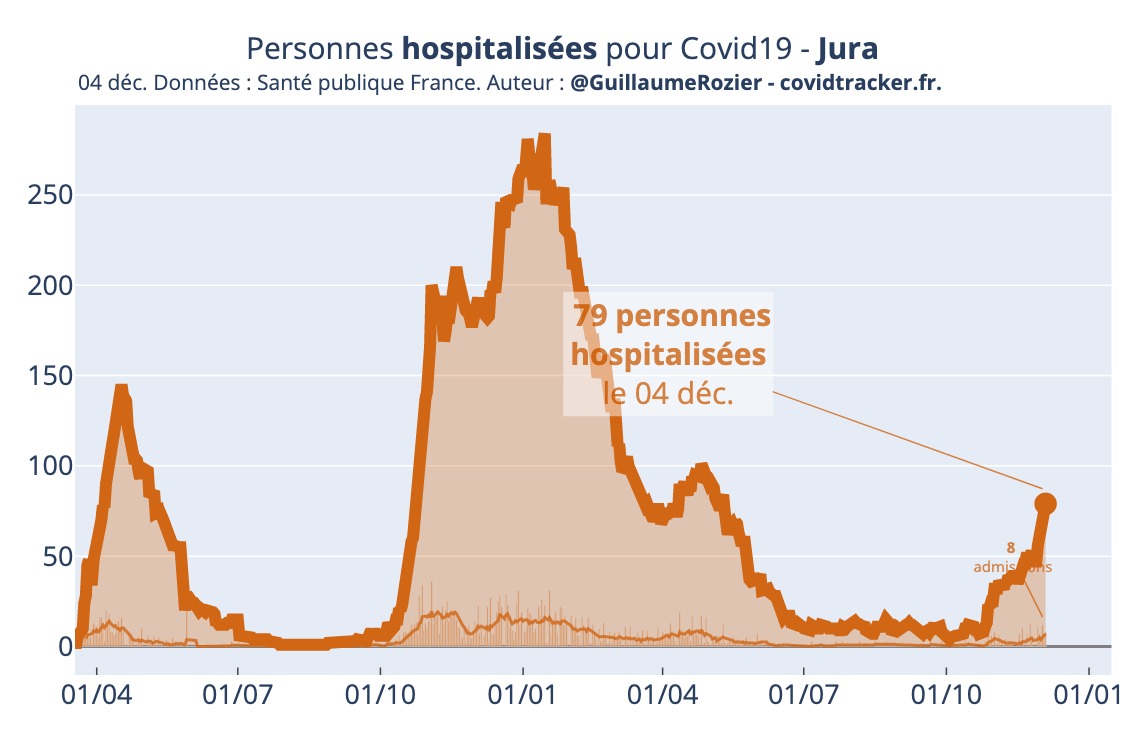 Personnes hospitalisées pour Covid19 - Jura
04 déc. Données : Santé publique France. Auteur : @GuillaumeRozier - covidtracker.fr.
250
200
150
100
50
0
79 personnes
hospitalisées
le 04 déc.
8
admissions
01/04 01/07 01/10 01/01 01/04 01/07 01/10 01/01